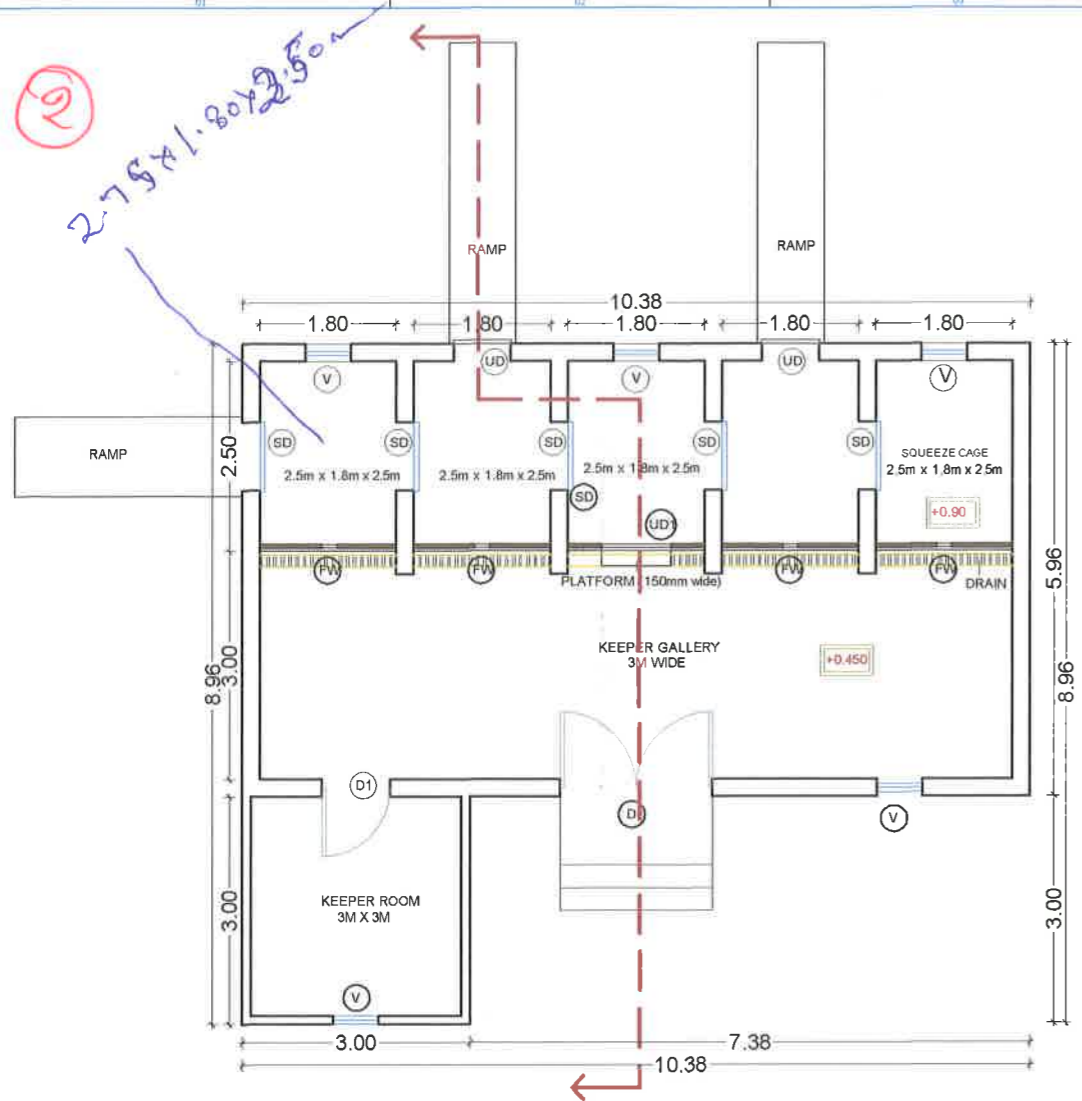 2
2.75x1.80x2.50m
RAMP
RAMP
10.38
1.80
1.80
1.80
1.80
1.80
V
UD
V
UD
V
RAMP
2.50
SD
SD
SD
SD
SD
SQUEEZE CAGE
2.5m x 1.8m x 2.5m
2.5m x 1.8m x 2.5m
2.5m x 1.8m x 2.5m
2.5m x 1.8m x 2.5m
SD
+0.90
UD1
FW
FW
FW
FW
PLATFORM (150mm wide)
DRAIN
5.96
KEEPER GALLERY
3M WIDE
+0.450
8.96
3.00
8.96
D1
D
V
KEEPER ROOM
3M X 3M
3.00
3.00
V
3.00
7.38
10.38